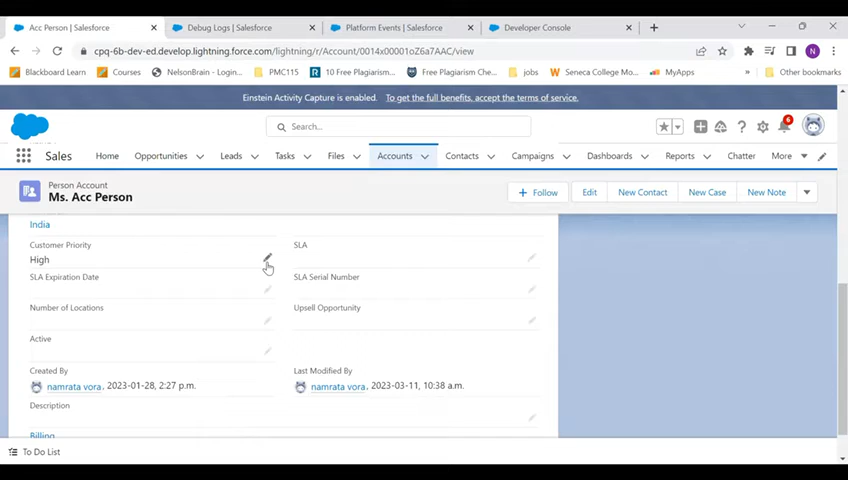 Acc Person | Salesforce
Debug Logs | Salesforce
Platform Events | Salesforce
Developer Console
cpq-6b-dev-ed.develop.lightning.force.com/lightning/r/Account/0014x00001oZ6a7AAC/view
Blackboard Learn
Courses
NelsonBrain - Login...
PMC115
10 Free Plagiarism...
Free Plagiarism Che...
jobs
Seneca College Mo...
MyApps
Other bookmarks
Einstein Activity Capture is enabled. To get the full benefits, accept the terms of service.
Search...
6
Sales
Home
Opportunities
Leads
Tasks
Files
Accounts
Contacts
Campaigns
Dashboards
Reports
Chatter
More
Person Account
Ms. Acc Person
+ Follow
Edit
New Contact
New Case
New Note
India
Customer Priority
SLA
High
SLA Expiration Date
SLA Serial Number
Number of Locations
Upsell Opportunity
Active
Created By
Last Modified By
namrata vora, 2023-01-28, 2:27 p.m.
namrata vora, 2023-03-11, 10:38 a.m.
Description
Billing
To Do List